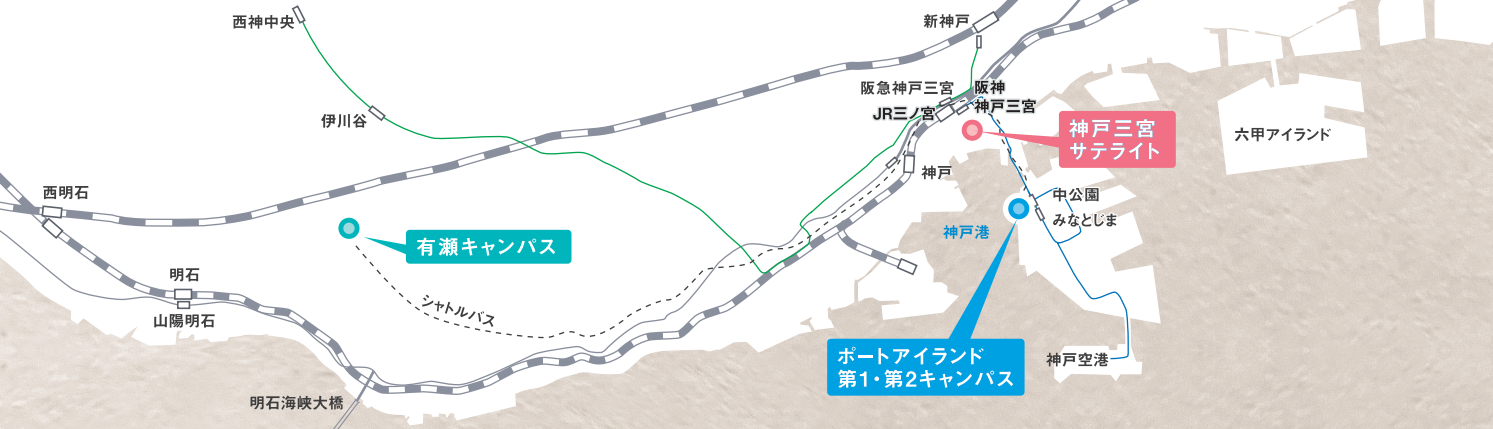 西神中央
新神戸
阪急神戸三宮
阪神
神戸三宮
JR三ノ宮
伊川谷
神戸三宮
サテライト
六甲アイランド
神戸
西明石
中公園
みなとじま
神戸港
有瀬キャンパス
明石
シャトルバス
山陽明石
ポートアイランド
第1・第2キャンパス
神戸空港
明石海峡大橋